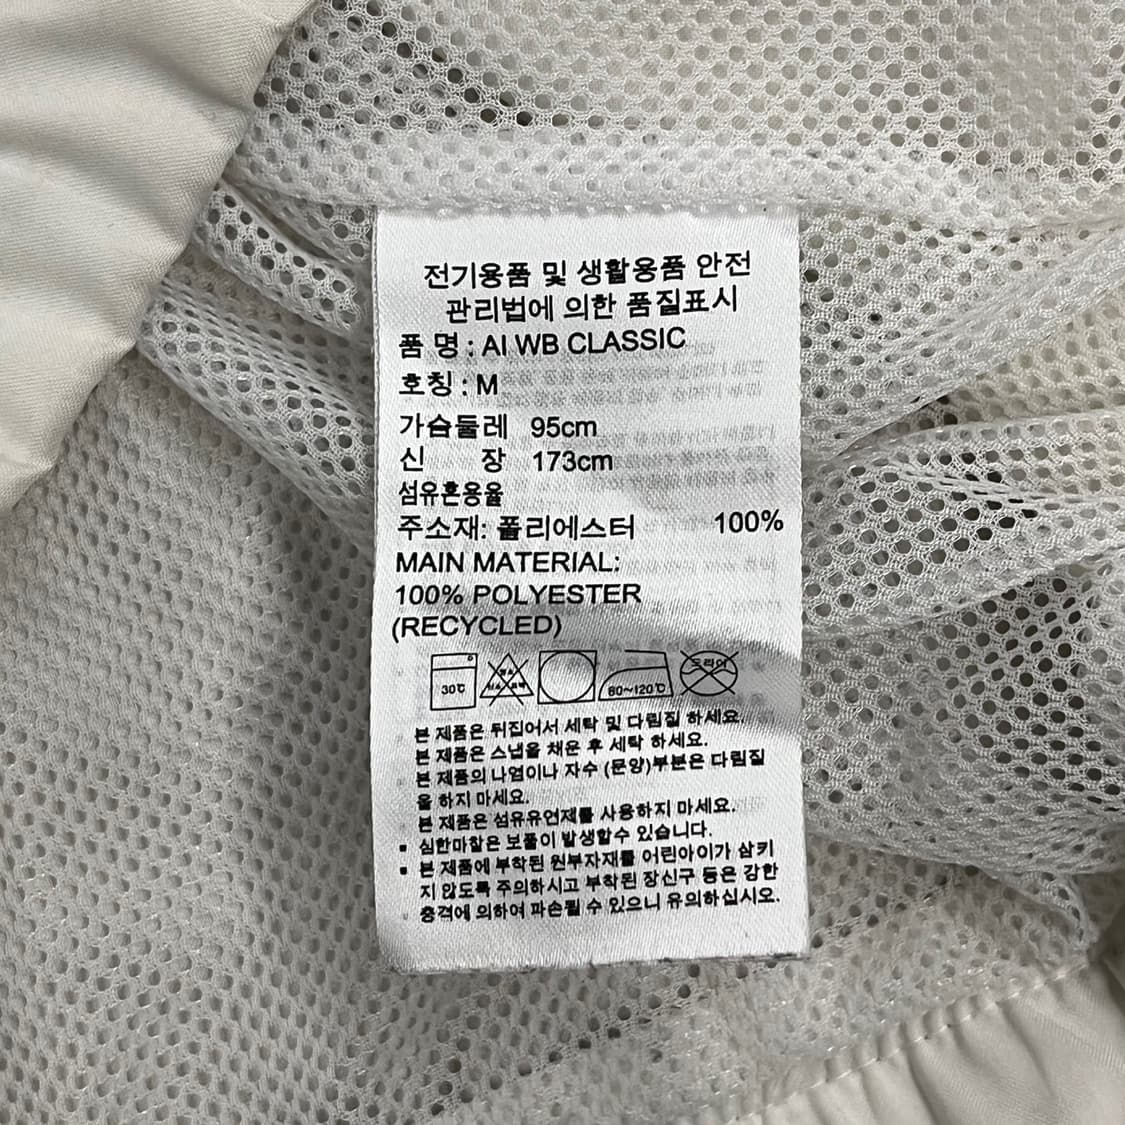 전기용품 및 생활용품 안전
관리법에 의한 품질표시
품 명 : AI WB CLASSIC
호칭 : M
가슴둘레 95cm
신 장 173cm
섬유혼용율
주소재: 폴리에스터 100%
MAIN MATERIAL:
100% POLYESTER
(RECYCLED)
30℃ 80~120℃ 드라이
본 제품은 뒤집어서 세탁 및 다림질 하세요.
본 제품은 스냅을 채운 후 세탁 하세요.
본 제품의 나염이나 자수 (문양)부분은 다림질
을 하지 마세요.
본 제품은 섬유유연제를 사용하지 마세요.
심한마찰은 보풀이 발생할수 있습니다.
본 제품에 부착된 원부자재를 어린아이가 삼키
지 않도록 주의하시고 부착된 장신구 등은 강한
충격에 의하여 파손될 수 있으니 유의하십시오.